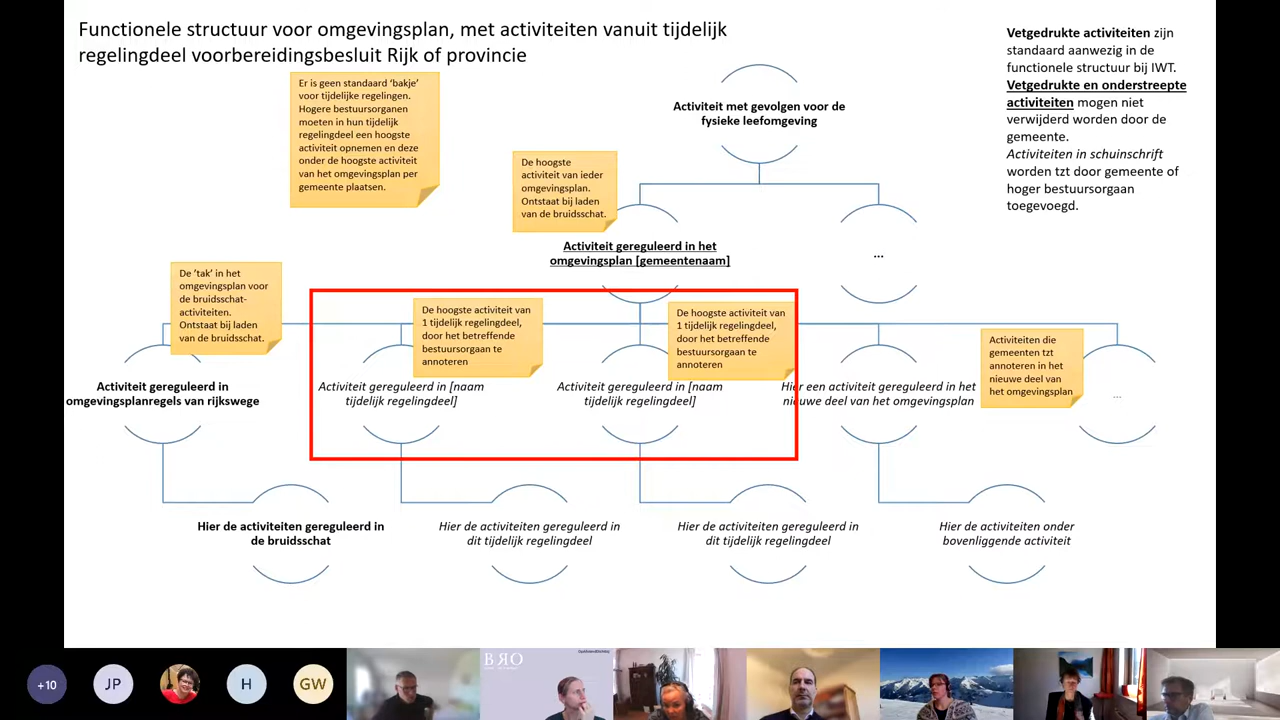 Functionele structuur voor omgevingsplan, met activiteiten vanuit tijdelijk
regelingdeel voorbereidingsbesluit Rijk of provincie
Vetgedrukte activiteiten zijn
standaard aanwezig in de
functionele structuur bij IWT.
Vetgedrukte en onderstreepte
activiteiten mogen niet
verwijderd worden door de
gemeente.
Activiteiten in schuinschrift
worden tzt door gemeente of
hoger bestuursorgaan
toegevoegd.
Er is geen standaard ‘bakje’
voor tijdelijke regelingen.
Hogere bestuursorganen
moeten in hun tijdelijk
regelingdeel een hoogste
activiteit opnemen en deze
onder de hoogste activiteit
van het omgevingsplan per
gemeente plaatsen.
Activiteit met gevolgen voor de
fysieke leefomgeving
De hoogste
activiteit van ieder
omgevingsplan.
Ontstaat bij laden
van de bruidsschat.
Activiteit gereguleerd in het
omgevingsplan [gemeentenaam]
...
De ‘tak’ in het
omgevingsplan voor
de bruidsschat-
activiteiten.
Ontstaat bij laden
van de bruidsschat.
De hoogste activiteit van
1 tijdelijk regelingdeel,
door het betreffende
bestuursorgaan te
annoteren
De hoogste activiteit van
1 tijdelijk regelingdeel,
door het betreffende
bestuursorgaan te
annoteren
Activiteiten die
gemeenten tzt
annoteren in het
nieuwe deel van
het omgevingsplan
Activiteit gereguleerd in
omgevingsplanregels van rijkswege
Activiteit gereguleerd in [naam
tijdelijk regelingdeel]
Activiteit gereguleerd in [naam
tijdelijk regelingdeel]
Hier een activiteit gereguleerd in het
nieuwe deel van het omgevingsplan
...
Hier de activiteiten gereguleerd in
de bruidsschat
Hier de activiteiten gereguleerd in
dit tijdelijk regelingdeel
Hier de activiteiten gereguleerd in
dit tijdelijk regelingdeel
Hier de activiteiten onder
bovenliggende activiteit
+10
JP
H
GW
BRO